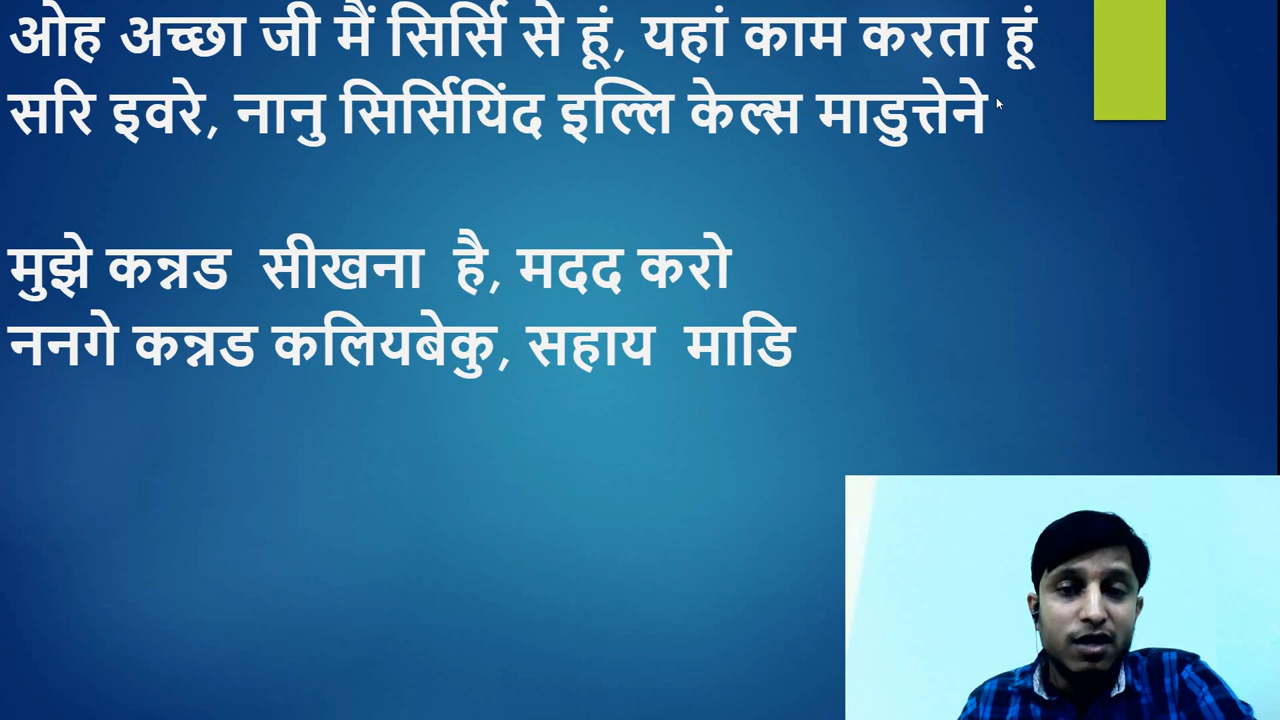 ओह अच्छा जी मैं सिर्सि से हूं, यहां काम करता हूं
सरि इवरे, नानु सिर्सियिंद इल्लि केल्स माडुत्तेने
मुझे कन्नड सीखना है, मदद करो
ननगे कन्नड कलियबेकु, सहाय माडि